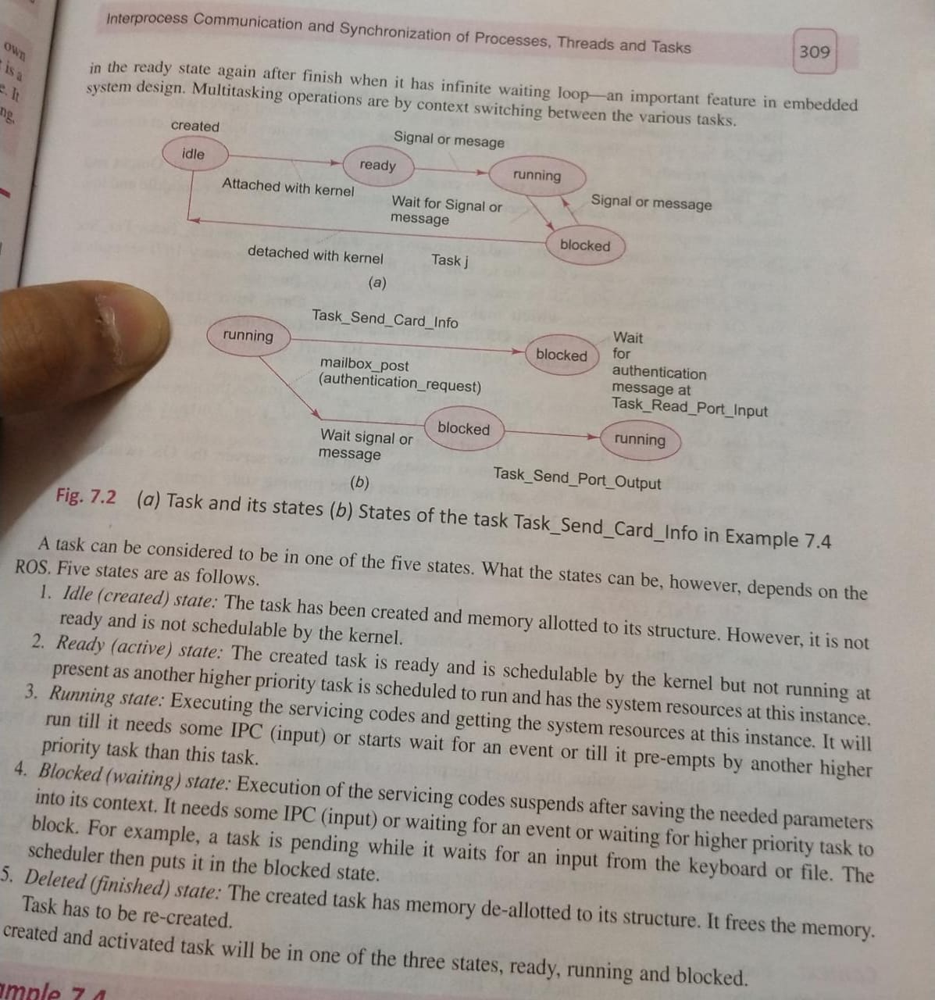 Interprocess Communication and Synchronization of Processes, Threads and Tasks
309
own
is a
e. It
ng,
in the ready state again after finish when it has infinite waiting loop—an important feature in embedded
system design. Multitasking operations are by context switching between the various tasks.
created
Signal or mesage
idle
ready
running
Attached with kernel
Wait for Signal or
message
Signal or message
blocked
detached with kernel
Task j
(a)
Task_Send_Card_Info
running
blocked
Wait
for
authentication
message at
Task_Read_Port_Input
mailbox_post
(authentication_request)
blocked
running
Wait signal or
message
Task_Send_Port_Output
(b)
Fig. 7.2 (a) Task and its states (b) States of the task Task_Send_Card_Info in Example 7.4
A task can be considered to be in one of the five states. What the states can be, however, depends on the
ROS. Five states are as follows.
1. Idle (created) state: The task has been created and memory allotted to its structure. However, it is not
ready and is not schedulable by the kernel.
2. Ready (active) state: The created task is ready and is schedulable by the kernel but not running at
present as another higher priority task is scheduled to run and has the system resources at this instance.
3. Running state: Executing the servicing codes and getting the system resources at this instance. It will
run till it needs some IPC (input) or starts wait for an event or till it pre-empts by another higher
priority task than this task.
4. Blocked (waiting) state: Execution of the servicing codes suspends after saving the needed parameters
into its context. It needs some IPC (input) or waiting for an event or waiting for higher priority task to
block. For example, a task is pending while it waits for an input from the keyboard or file. The
scheduler then puts it in the blocked state.
5. Deleted (finished) state: The created task has memory de-allotted to its structure. It frees the memory.
Task has to be re-created.
created and activated task will be in one of the three states, ready, running and blocked.
ample 7.4